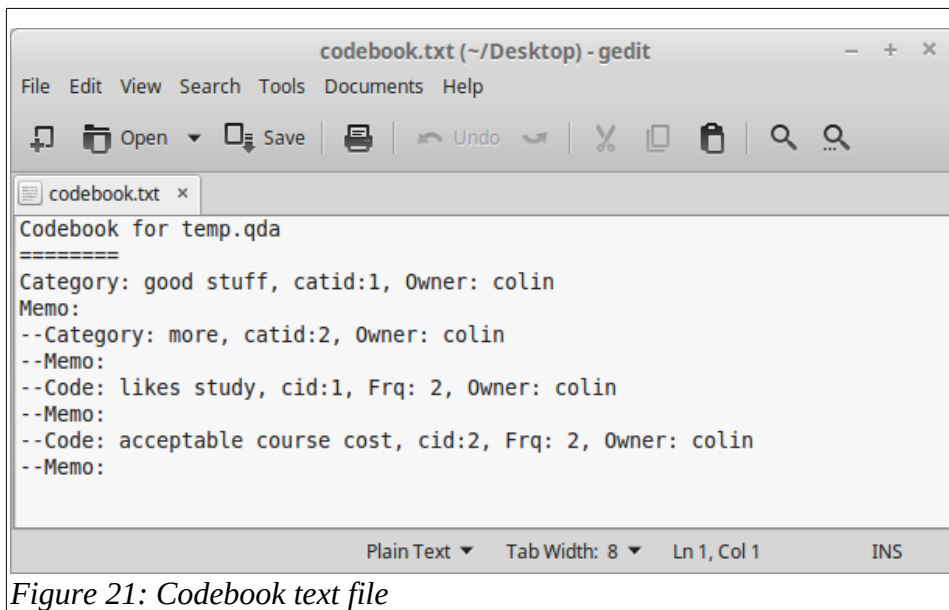 codebook.txt (~/Desktop) - gedit
File Edit View Search Tools Documents Help
Open Save Undo
codebook.txt ×
Codebook for temp.qda
========
Category: good stuff, catid:1, Owner: colin
Memo:
--Category: more, catid:2, Owner: colin
--Memo:
--Code: likes study, cid:1, Frq: 2, Owner: colin
--Memo:
--Code: acceptable course cost, cid:2, Frq: 2, Owner: colin
--Memo:
Plain Text Tab Width: 8 Ln 1, Col 1 INS
Figure 21: Codebook text file